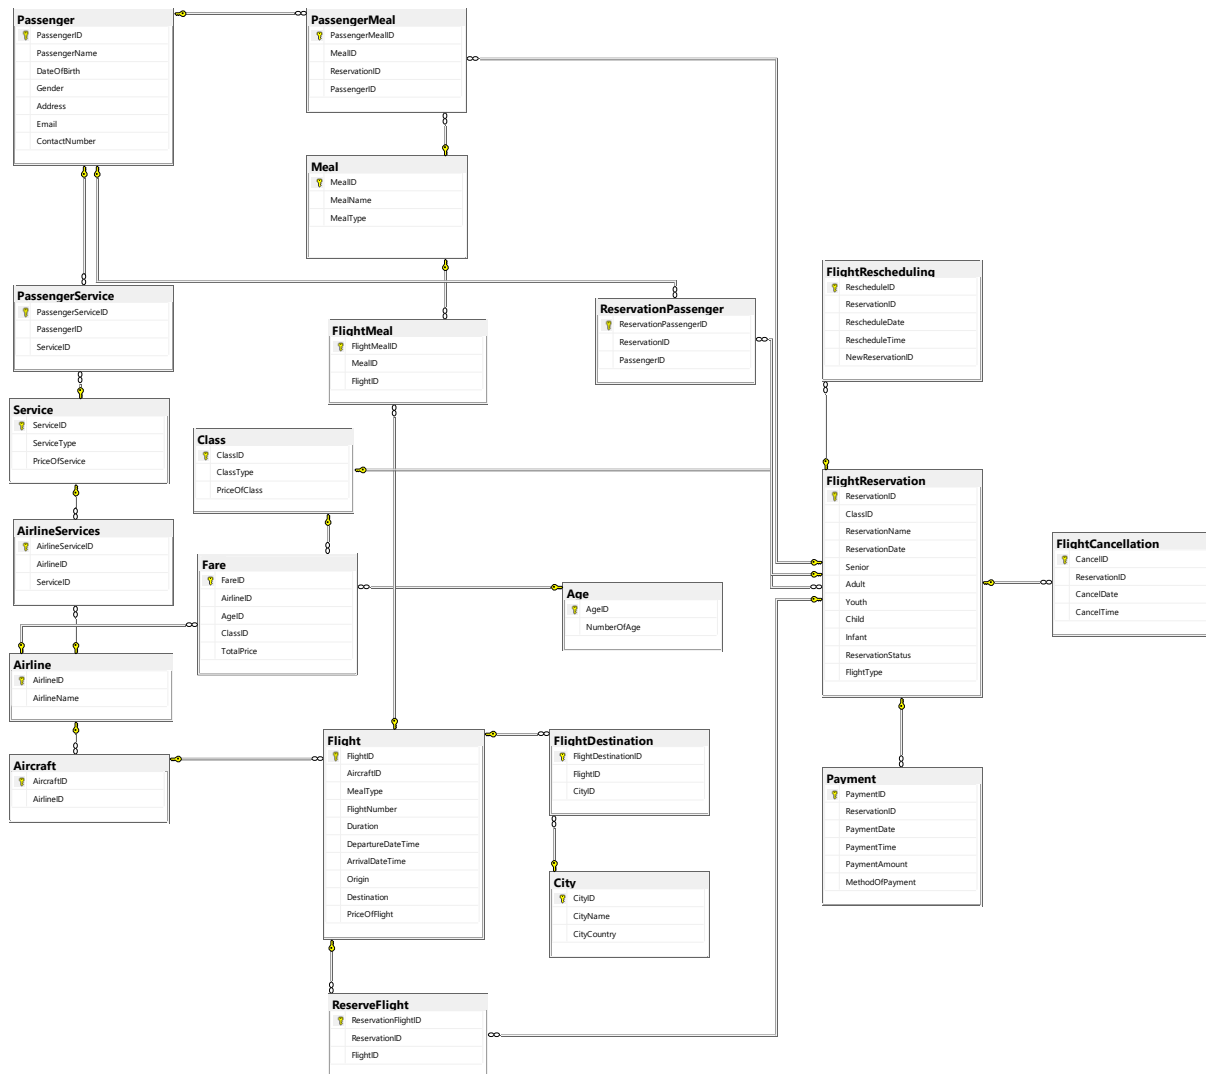 Passenger
PassengerID
PassengerName
DateOfBirth
Gender
Address
Email
ContactNumber
PassengerMeal
PassengerMealID
MealID
ReservationID
PassengerID
Meal
MealID
MealName
MealType
PassengerService
PassengerServiceID
PassengerID
ServiceID
FlightMeal
FlightMealID
MealID
FlightID
ReservationPassenger
ReservationPassengerID
ReservationID
PassengerID
FlightRescheduling
RescheduleID
ReservationID
RescheduleDate
RescheduleTime
NewReservationID
Service
ServiceID
ServiceType
PriceOfService
Class
ClassID
ClassType
PriceOfClass
FlightReservation
ReservationID
ClassID
ReservationName
ReservationDate
Senior
Adult
Youth
Child
Infant
ReservationStatus
FlightType
FlightCancellation
CancelID
ReservationID
CancelDate
CancelTime
AirlineServices
AirlineServiceID
AirlineID
ServiceID
Fare
FareID
AirlineID
AgeID
ClassID
TotalPrice
Age
AgeID
NumberOfAge
Airline
AirlineID
AirlineName
Aircraft
AircraftID
AirlineID
Flight
FlightID
AircraftID
MealType
FlightNumber
Duration
DepartureDateTime
ArrivalDateTime
Origin
Destination
PriceOfFlight
FlightDestination
FlightDestinationID
FlightID
CityID
City
CityID
CityName
CityCountry
Payment
PaymentID
ReservationID
PaymentDate
PaymentTime
PaymentAmount
MethodOfPayment
ReserveFlight
ReservationFlightID
ReservationID
FlightID